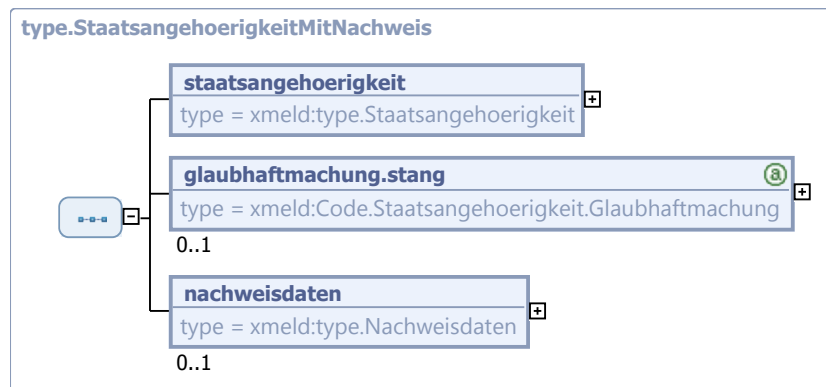 type.StaatsangehoerigkeitMitNachweis
staatsangehoerigkeit
type = xmeld:type.Staatsangehoerigkeit
glaubhaftmachung.stang
a
type = xmeld:Code.Staatsangehoerigkeit.Glaubhaftmachung
0..1
nachweisdaten
type = xmeld:type.Nachweisdaten
0..1